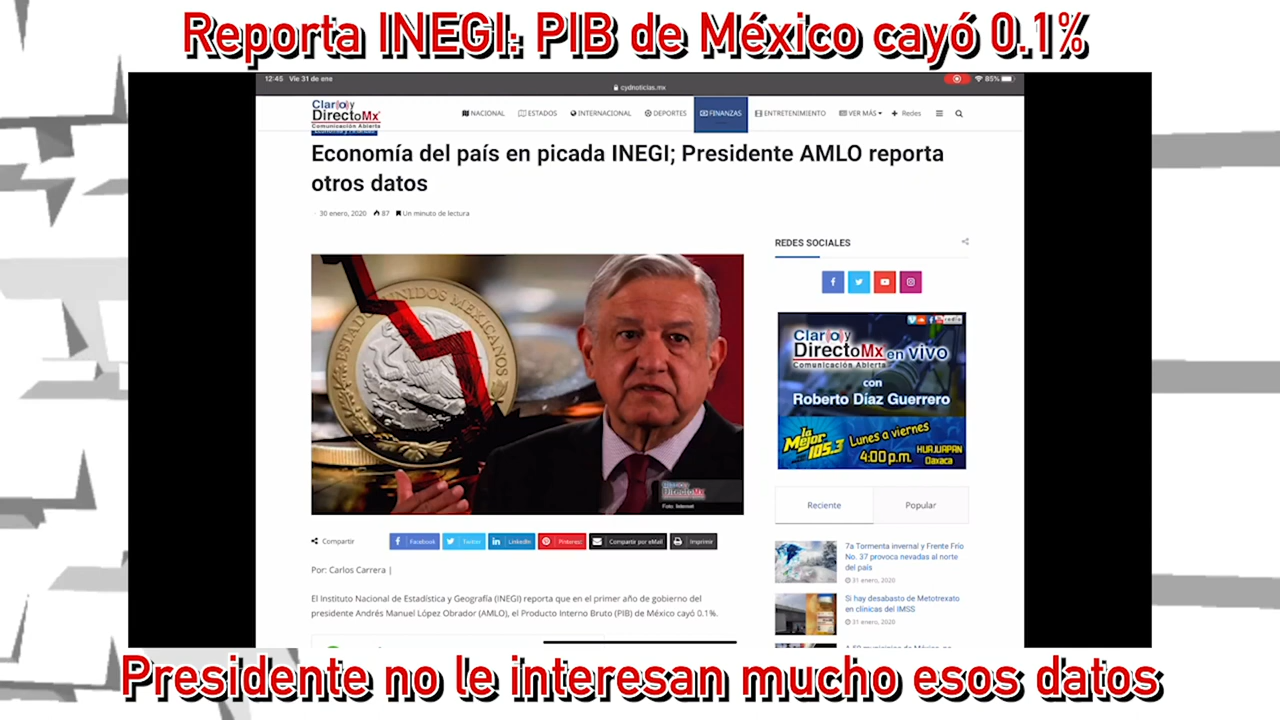 Reporta INEGI: PIB de México cayó 0.1%
12:45 Vie 31 de ene
85%
cydnoticias.mx
Claro y
DirectoMx
Comunicación Abierta
NACIONAL ESTADOS INTERNACIONAL DEPORTES FINANZAS ENTRETENIMIENTO VER MÁS Redes
Economía del país en picada INEGI; Presidente AMLO reporta
otros datos
30 enero, 2020 87 Un minuto de lectura
ESTADOS UNIDOS MEXICANOS
DirectoMx
Foto: Internet
Compartir Facebook Twitter LinkedIn Pinterest Compartir por eMail Imprimir
Por: Carlos Carrera |
El Instituto Nacional de Estadística y Geografía (INEGI) reporta que en el primer año de gobierno del
presidente Andrés Manuel López Obrador (AMLO), el Producto Interno Bruto (PIB) de México cayó 0.1%.
REDES SOCIALES
Claro y
DirectoMx en vivo
Comunicación Abierta
con
Roberto Díaz Guerrero
la Mejor 105.3
Lunes a viernes
4:00 p.m.
HUAJUAPAN
Oaxaca
Reciente Popular
7a Tormenta invernal y Frente Frío
No. 37 provoca nevadas al norte
del país
31 enero, 2020
Si hay desabasto de Metotrexato
en clínicas del IMSS
31 enero, 2020
Presidente no le interesan mucho esos datos